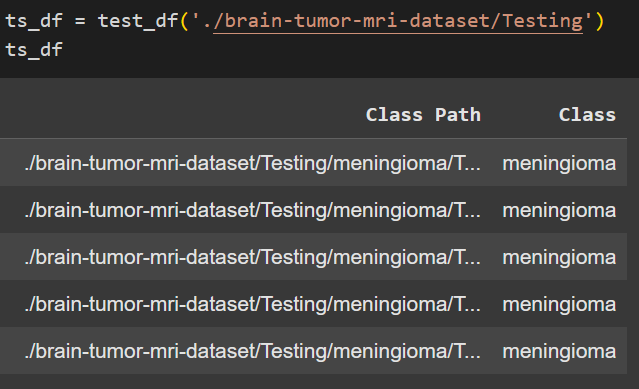 ts_df = test_df('./brain-tumor-mri-dataset/Testing')
ts_df
Class Path Class
./brain-tumor-mri-dataset/Testing/meningioma/T... meningioma
./brain-tumor-mri-dataset/Testing/meningioma/T... meningioma
./brain-tumor-mri-dataset/Testing/meningioma/T... meningioma
./brain-tumor-mri-dataset/Testing/meningioma/T... meningioma
./brain-tumor-mri-dataset/Testing/meningioma/T... meningioma